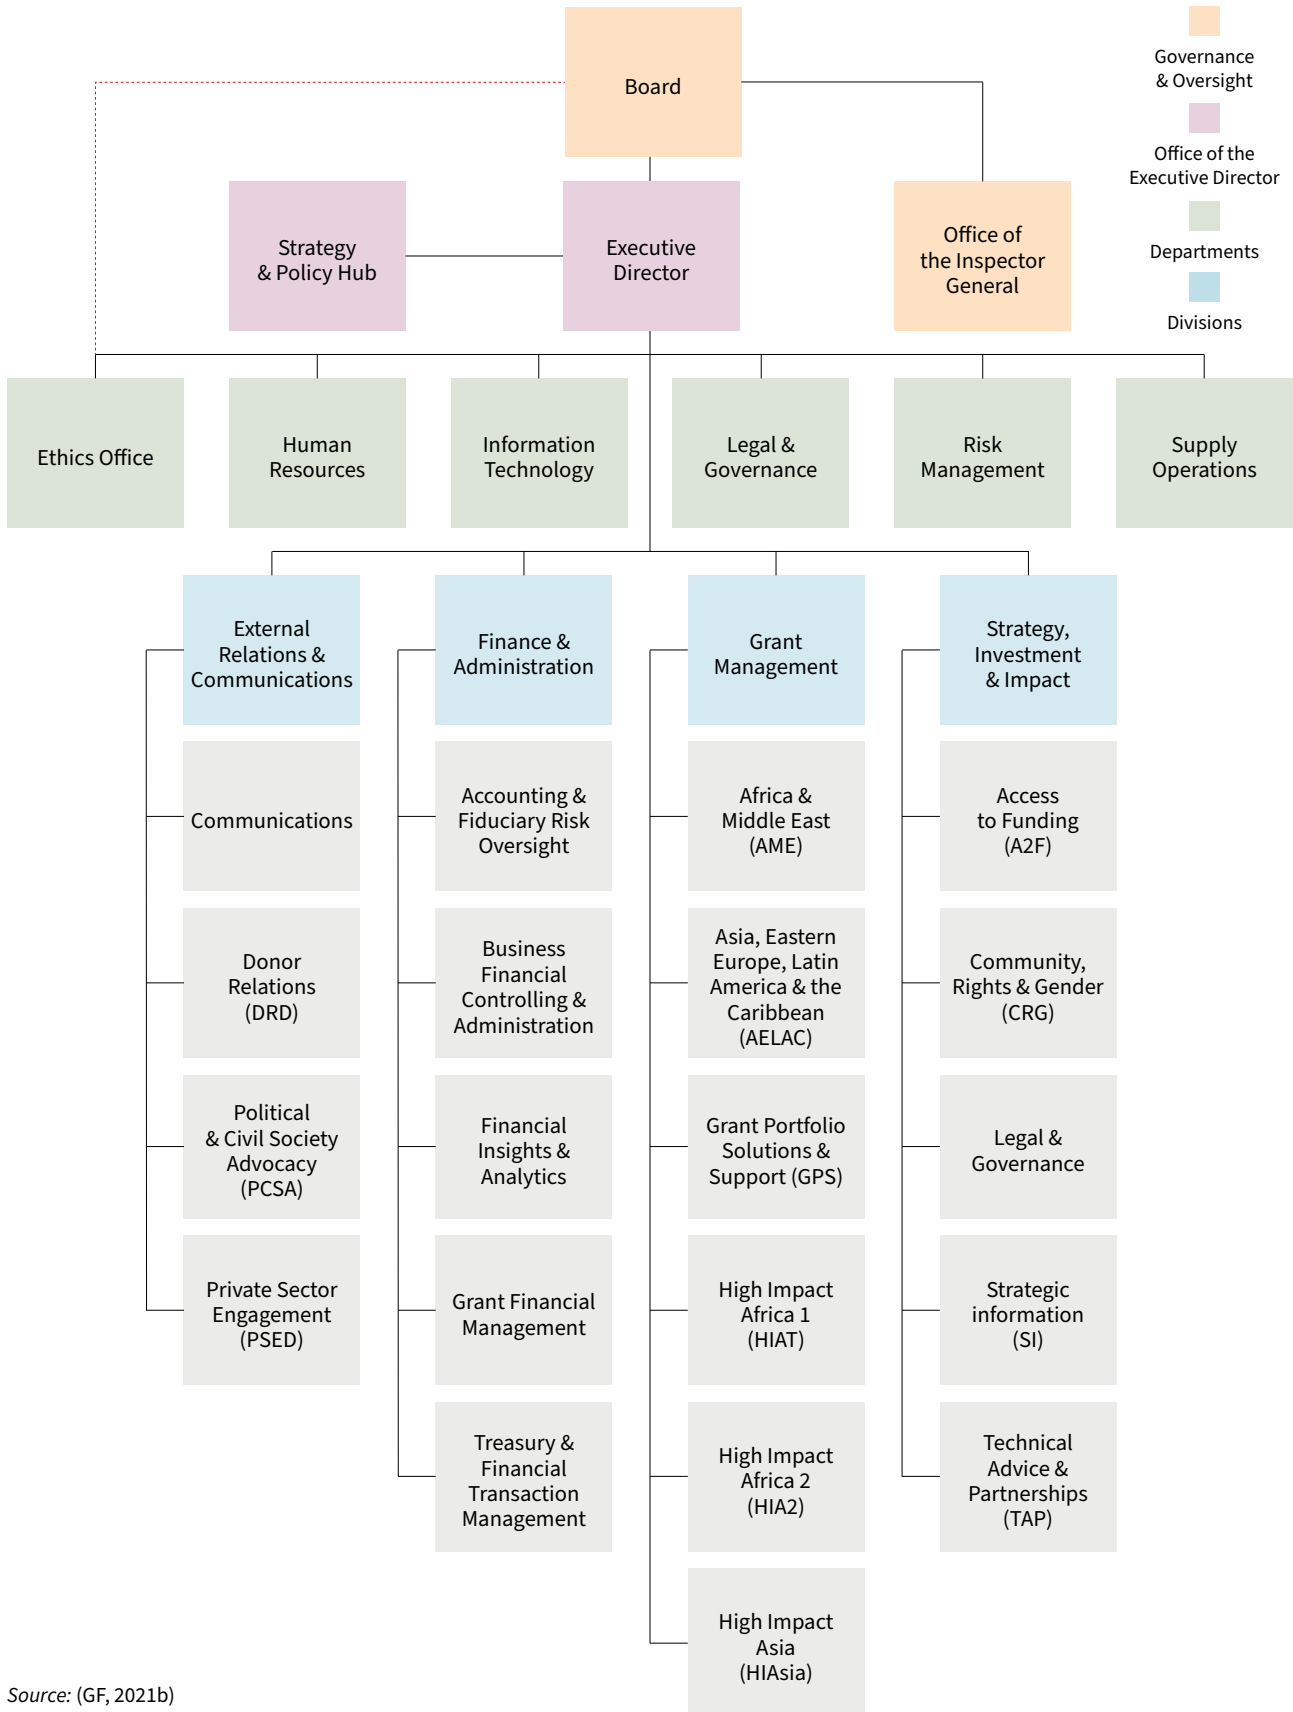 Board
Governance
& Oversight
Office of the
Executive Director
Departments
Divisions
Strategy
& Policy Hub
Executive
Director
Office of
the Inspector
General
Ethics Office
Human
Resources
Information
Technology
Legal &
Governance
Risk
Management
Supply
Operations
External
Relations &
Communications
Communications
Donor
Relations
(DRD)
Political
& Civil Society
Advocacy
(PCSA)
Private Sector
Engagement
(PSED)
Finance &
Administration
Accounting &
Fiduciary Risk
Oversight
Business
Financial
Controlling &
Administration
Financial
Insights &
Analytics
Grant Financial
Management
Treasury &
Financial
Transaction
Management
Grant
Management
Africa &
Middle East
(AME)
Asia, Eastern
Europe, Latin
America & the
Caribbean
(AELAC)
Grant Portfolio
Solutions &
Support (GPS)
High Impact
Africa 1
(HIAT)
High Impact
Africa 2
(HIA2)
High Impact
Asia
(HIAsia)
Strategy,
Investment
& Impact
Access
to Funding
(A2F)
Community,
Rights & Gender
(CRG)
Legal &
Governance
Strategic
information
(SI)
Technical
Advice &
Partnerships
(TAP)
Source: (GF, 2021b)